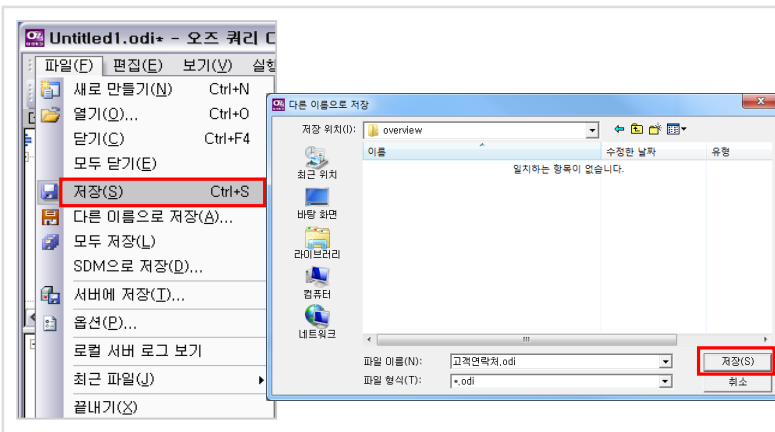 Untitled1.odi* - 오즈 쿼리 
파일(F) 편집(E) 보기(V) 실행
새로 만들기(N) Ctrl+N
열기(O)... Ctrl+O
닫기(C) Ctrl+F4
모두 닫기(E)
저장(S) Ctrl+S
다른 이름으로 저장(A)...
모두 저장(L)
SDM으로 저장(D)...
서버에 저장(T)...
옵션(P)...
로컬 서버 로그 보기
최근 파일(J)
끝내기(X)
다른 이름으로 저장
저장 위치(I): overview
이름 수정한 날짜 유형
일치하는 항목이 없습니다.
최근 위치
바탕 화면
라이브러리
컴퓨터
네트워크
파일 이름(N): 고객연락처.odi 저장(S)
파일 형식(T): *.odi 취소